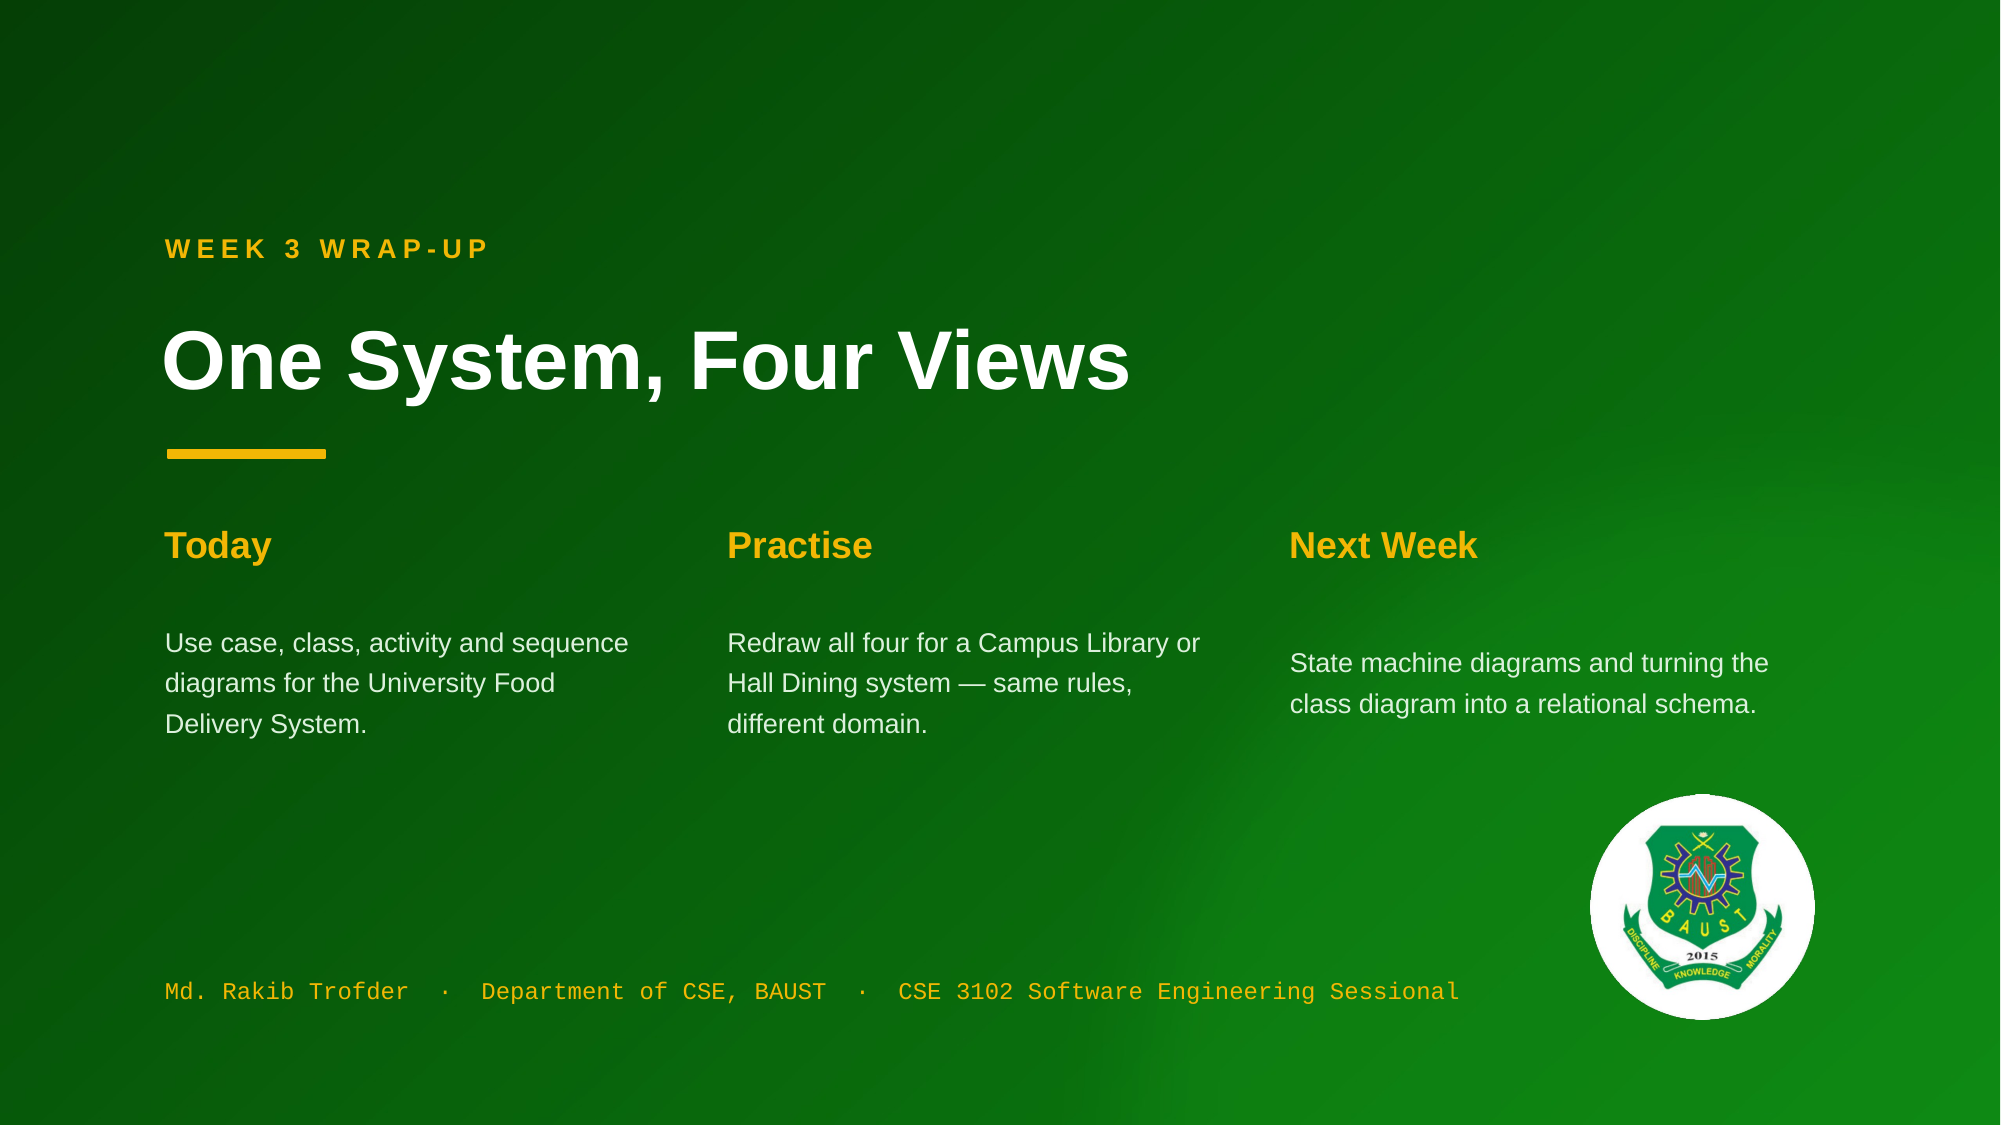 WEEK 3 WRAP-UP
One System, Four Views
Today
Use case, class, activity and sequence
diagrams for the University Food
Delivery System.
Practise
Redraw all four for a Campus Library or
Hall Dining system — same rules,
different domain.
Next Week
State machine diagrams and turning the
class diagram into a relational schema.
BAUST
2015
DISCIPLINE
KNOWLEDGE
MORALITY
Md. Rakib Trofder · Department of CSE, BAUST · CSE 3102 Software Engineering Sessional